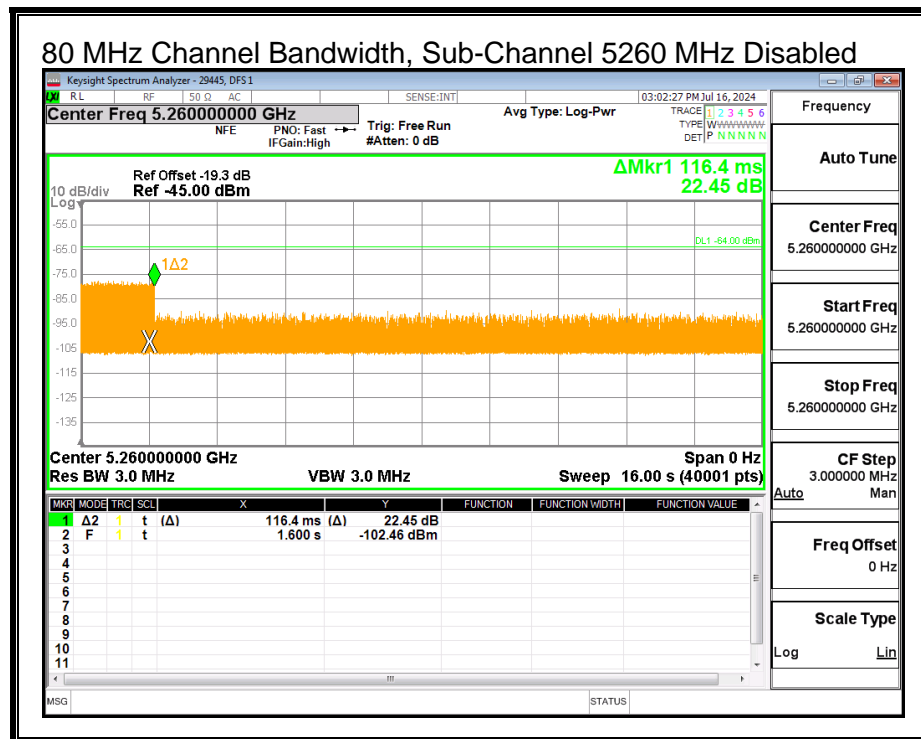 80 MHz Channel Bandwidth, Sub-Channel 5260 MHz Disabled
Keysight Spectrum Analyzer - 29445, DFS 1
RL RF 50 Ω AC SENSE:INT 03:02:27 PM Jul 16, 2024
Center Freq 5.260000000 GHz
NFE PNO: Fast Trig: Free Run Avg Type: Log-Pwr TRACE 1 2 3 4 5 6
IFGain:High #Atten: 0 dB TYPE WWWWWW
DET P N N N N N
ΔMkr1 116.4 ms
22.45 dB
Ref Offset -19.3 dB
10 dB/div Ref -45.00 dBm
Log
-55.0
DL1 -64.00 dBm
-65.0
1Δ2
-75.0
-85.0
-95.0
X
-105
-115
-125
-135
Center 5.260000000 GHz Span 0 Hz
Res BW 3.0 MHz VBW 3.0 MHz Sweep 16.00 s (40001 pts)
MKR MODE TRC SCL X Y FUNCTION FUNCTION WIDTH FUNCTION VALUE
1 Δ2 1 t (Δ) 116.4 ms (Δ) 22.45 dB
2 F 1 t 1.600 s -102.46 dBm
3
4
5
6
7
8
9
10
11
MSG STATUS
Frequency
Auto Tune
Center Freq
5.260000000 GHz
Start Freq
5.260000000 GHz
Stop Freq
5.260000000 GHz
CF Step
3.000000 MHz
Auto Man
Freq Offset
0 Hz
Scale Type
Log Lin